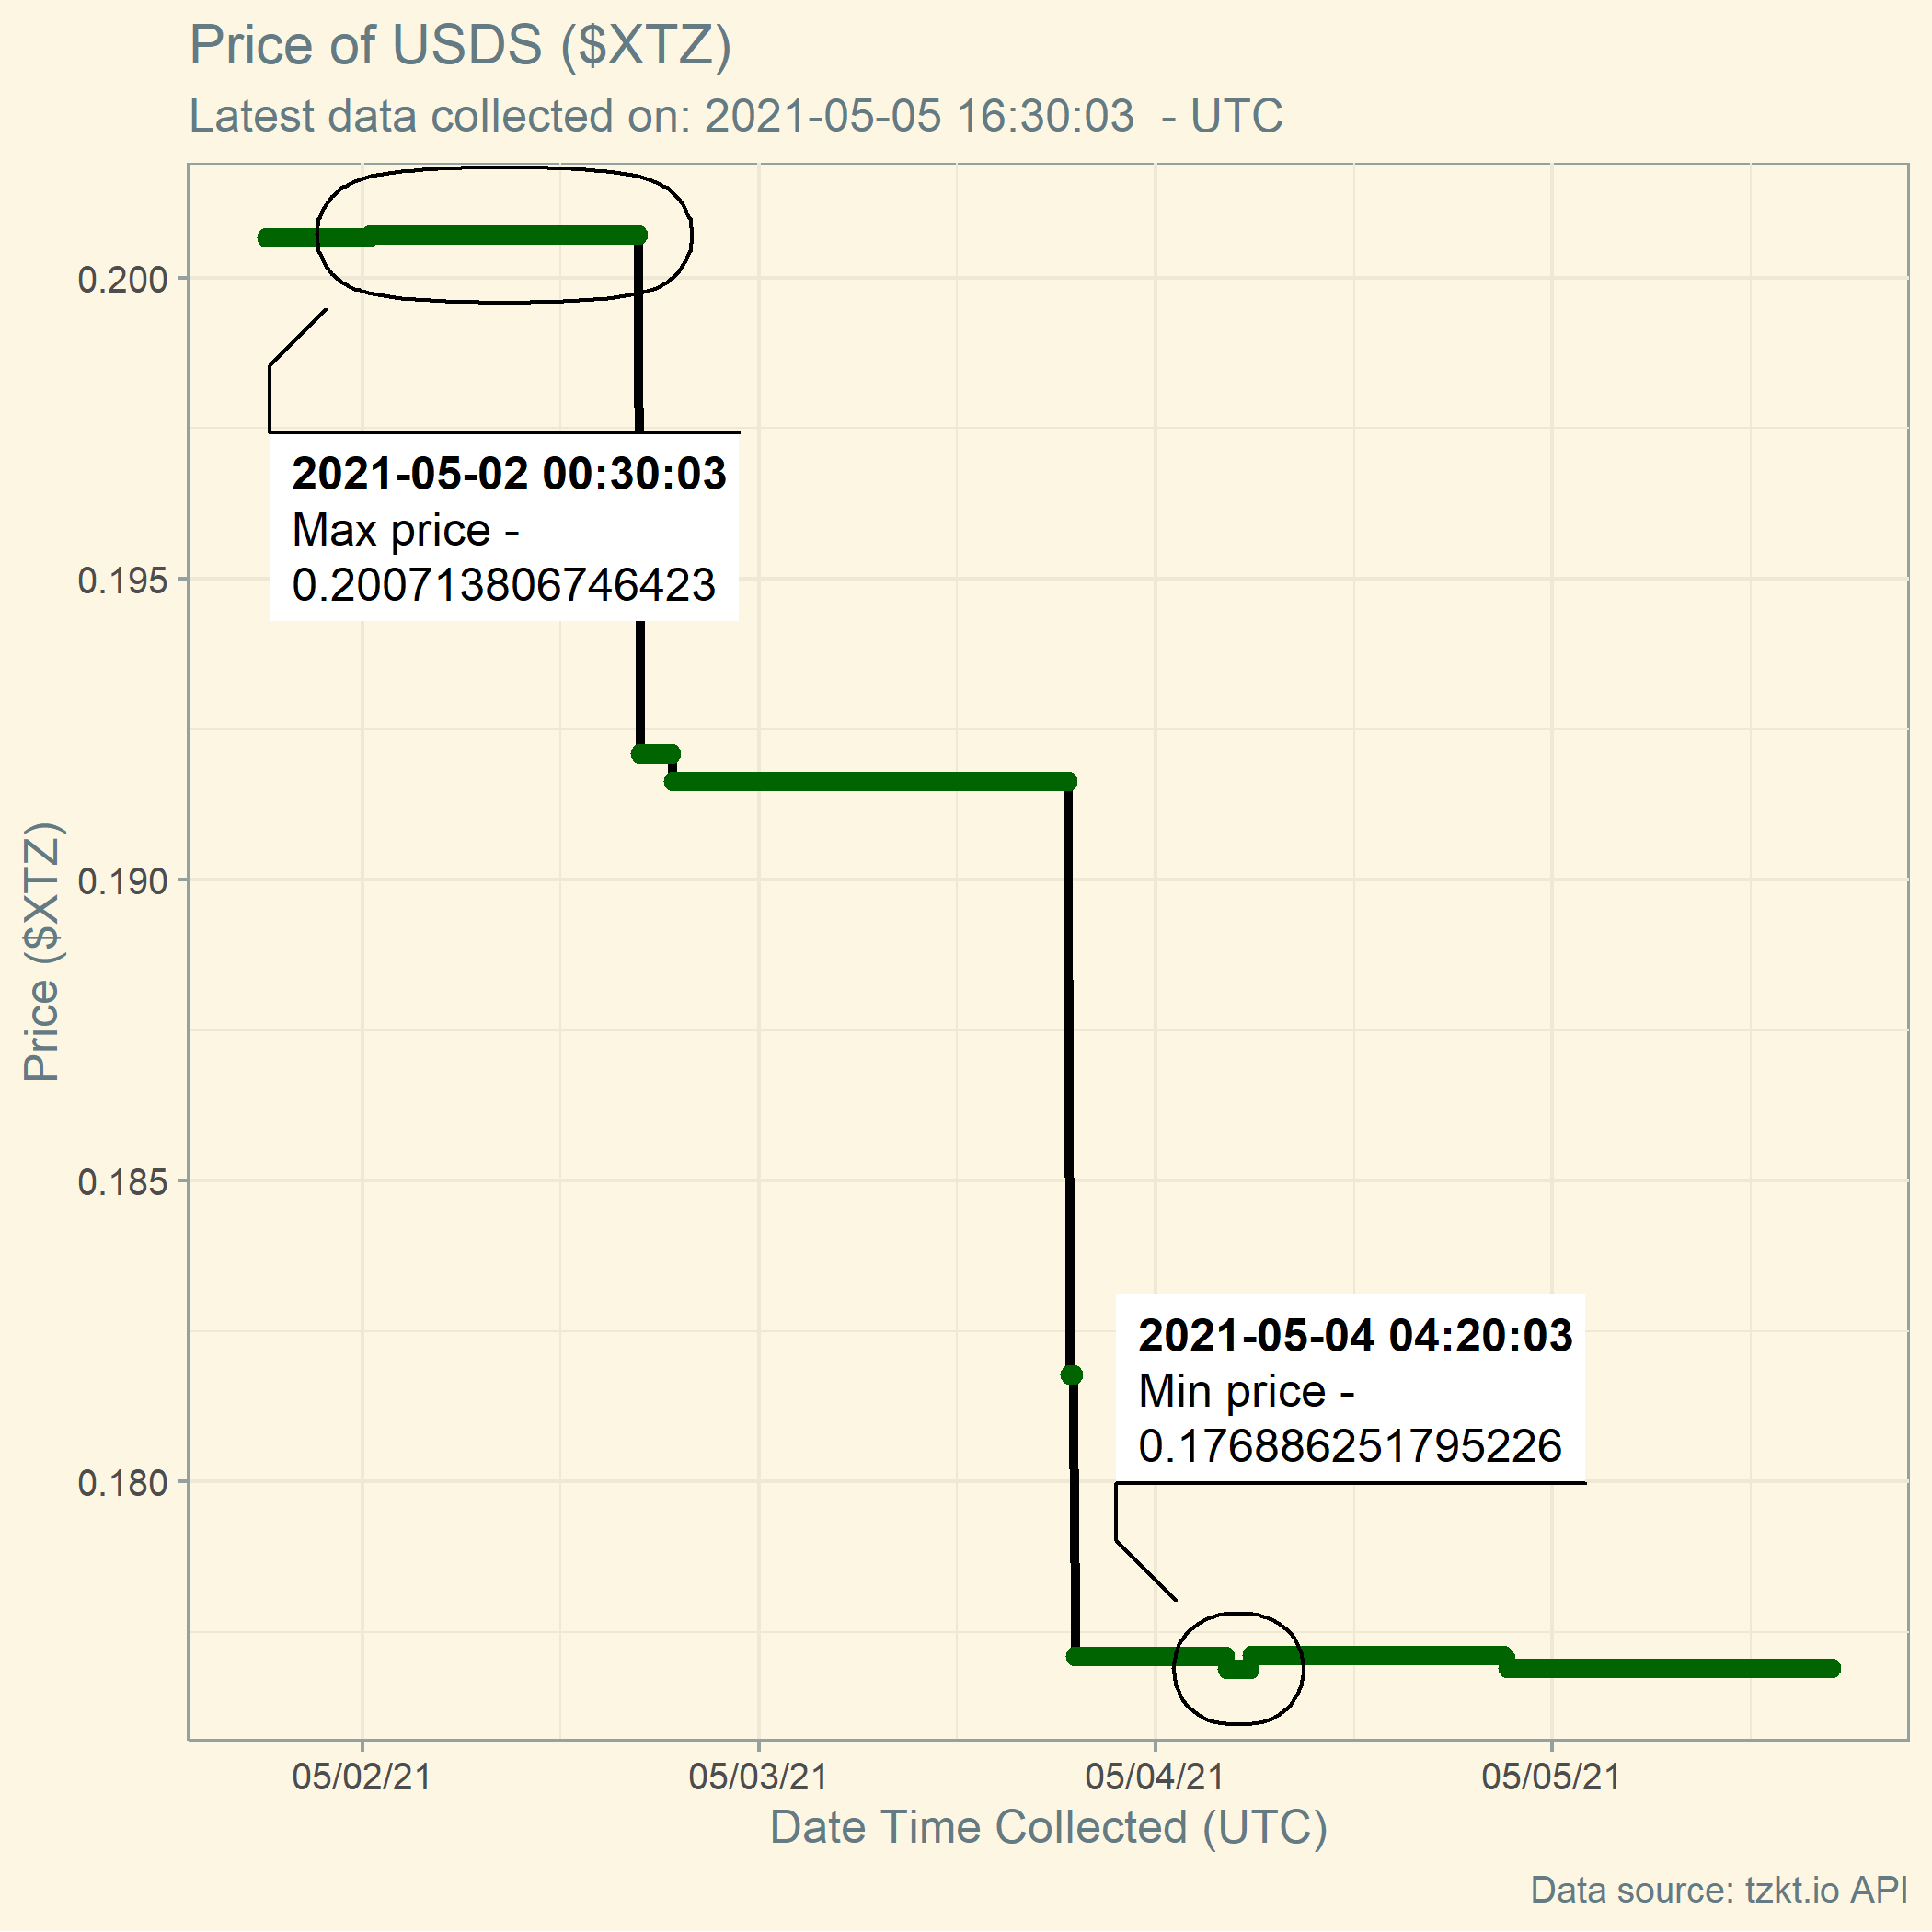 Price of USDS ($XTZ)
Latest data collected on: 2021-05-05 16:30:03  - UTC
Price ($XTZ)
0.200
0.195
0.190
0.185
0.180
2021-05-02 00:30:03
Max price -
0.200713806746423
2021-05-04 04:20:03
Min price -
0.176886251795226
05/02/21
05/03/21
05/04/21
05/05/21
Date Time Collected (UTC)
Data source: tzkt.io API